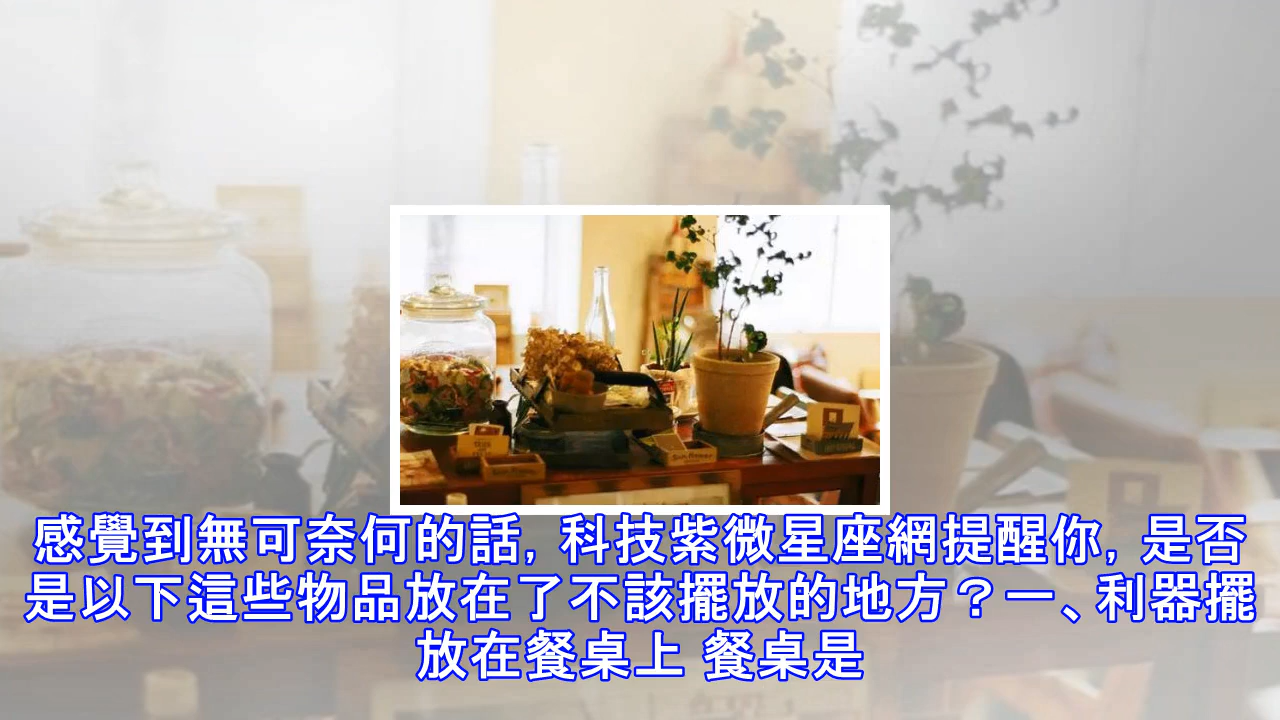 感覺到無可奈何的話, 科技紫微星座網提醒你, 是否
是以下這些物品放在了不該擺放的地方？一、利器擺
放在餐桌上 餐桌是